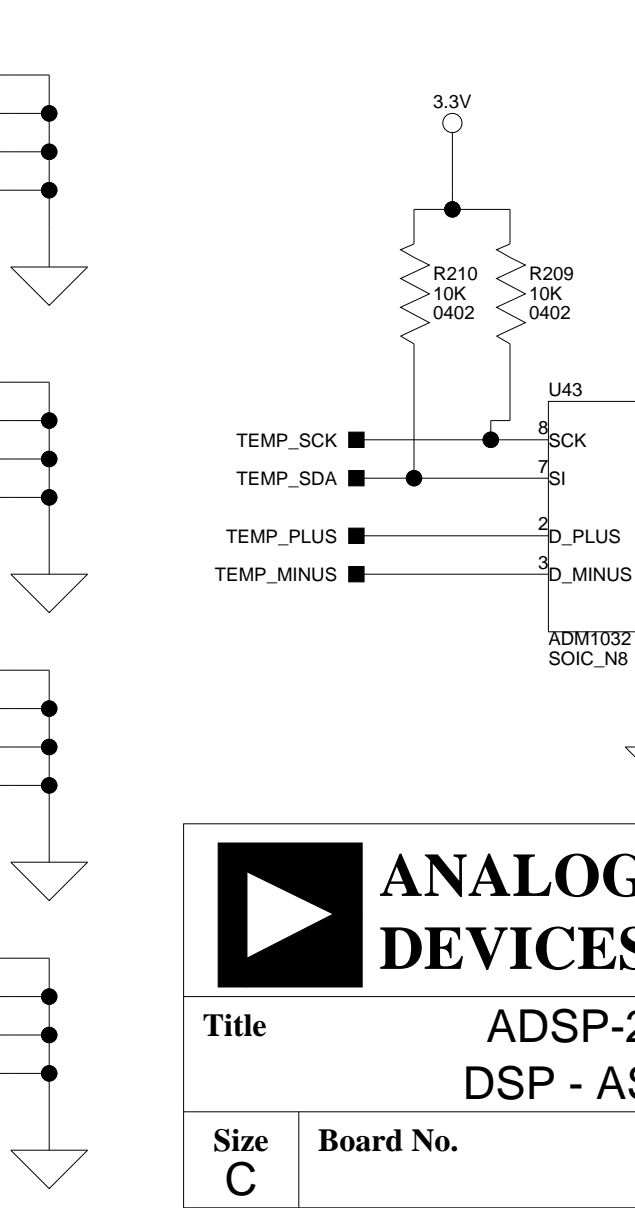 3.3V
R210
10K
0402
R209
10K
0402
U43
TEMP_SCK
8
SCK
TEMP_SDA
7
SI
TEMP_PLUS
2
D_PLUS
TEMP_MINUS
3
D_MINUS
ADM1032
SOIC_N8
ANALOG
DEVICES
Title
ADSP-2
DSP - AS
Size
Board No.
C